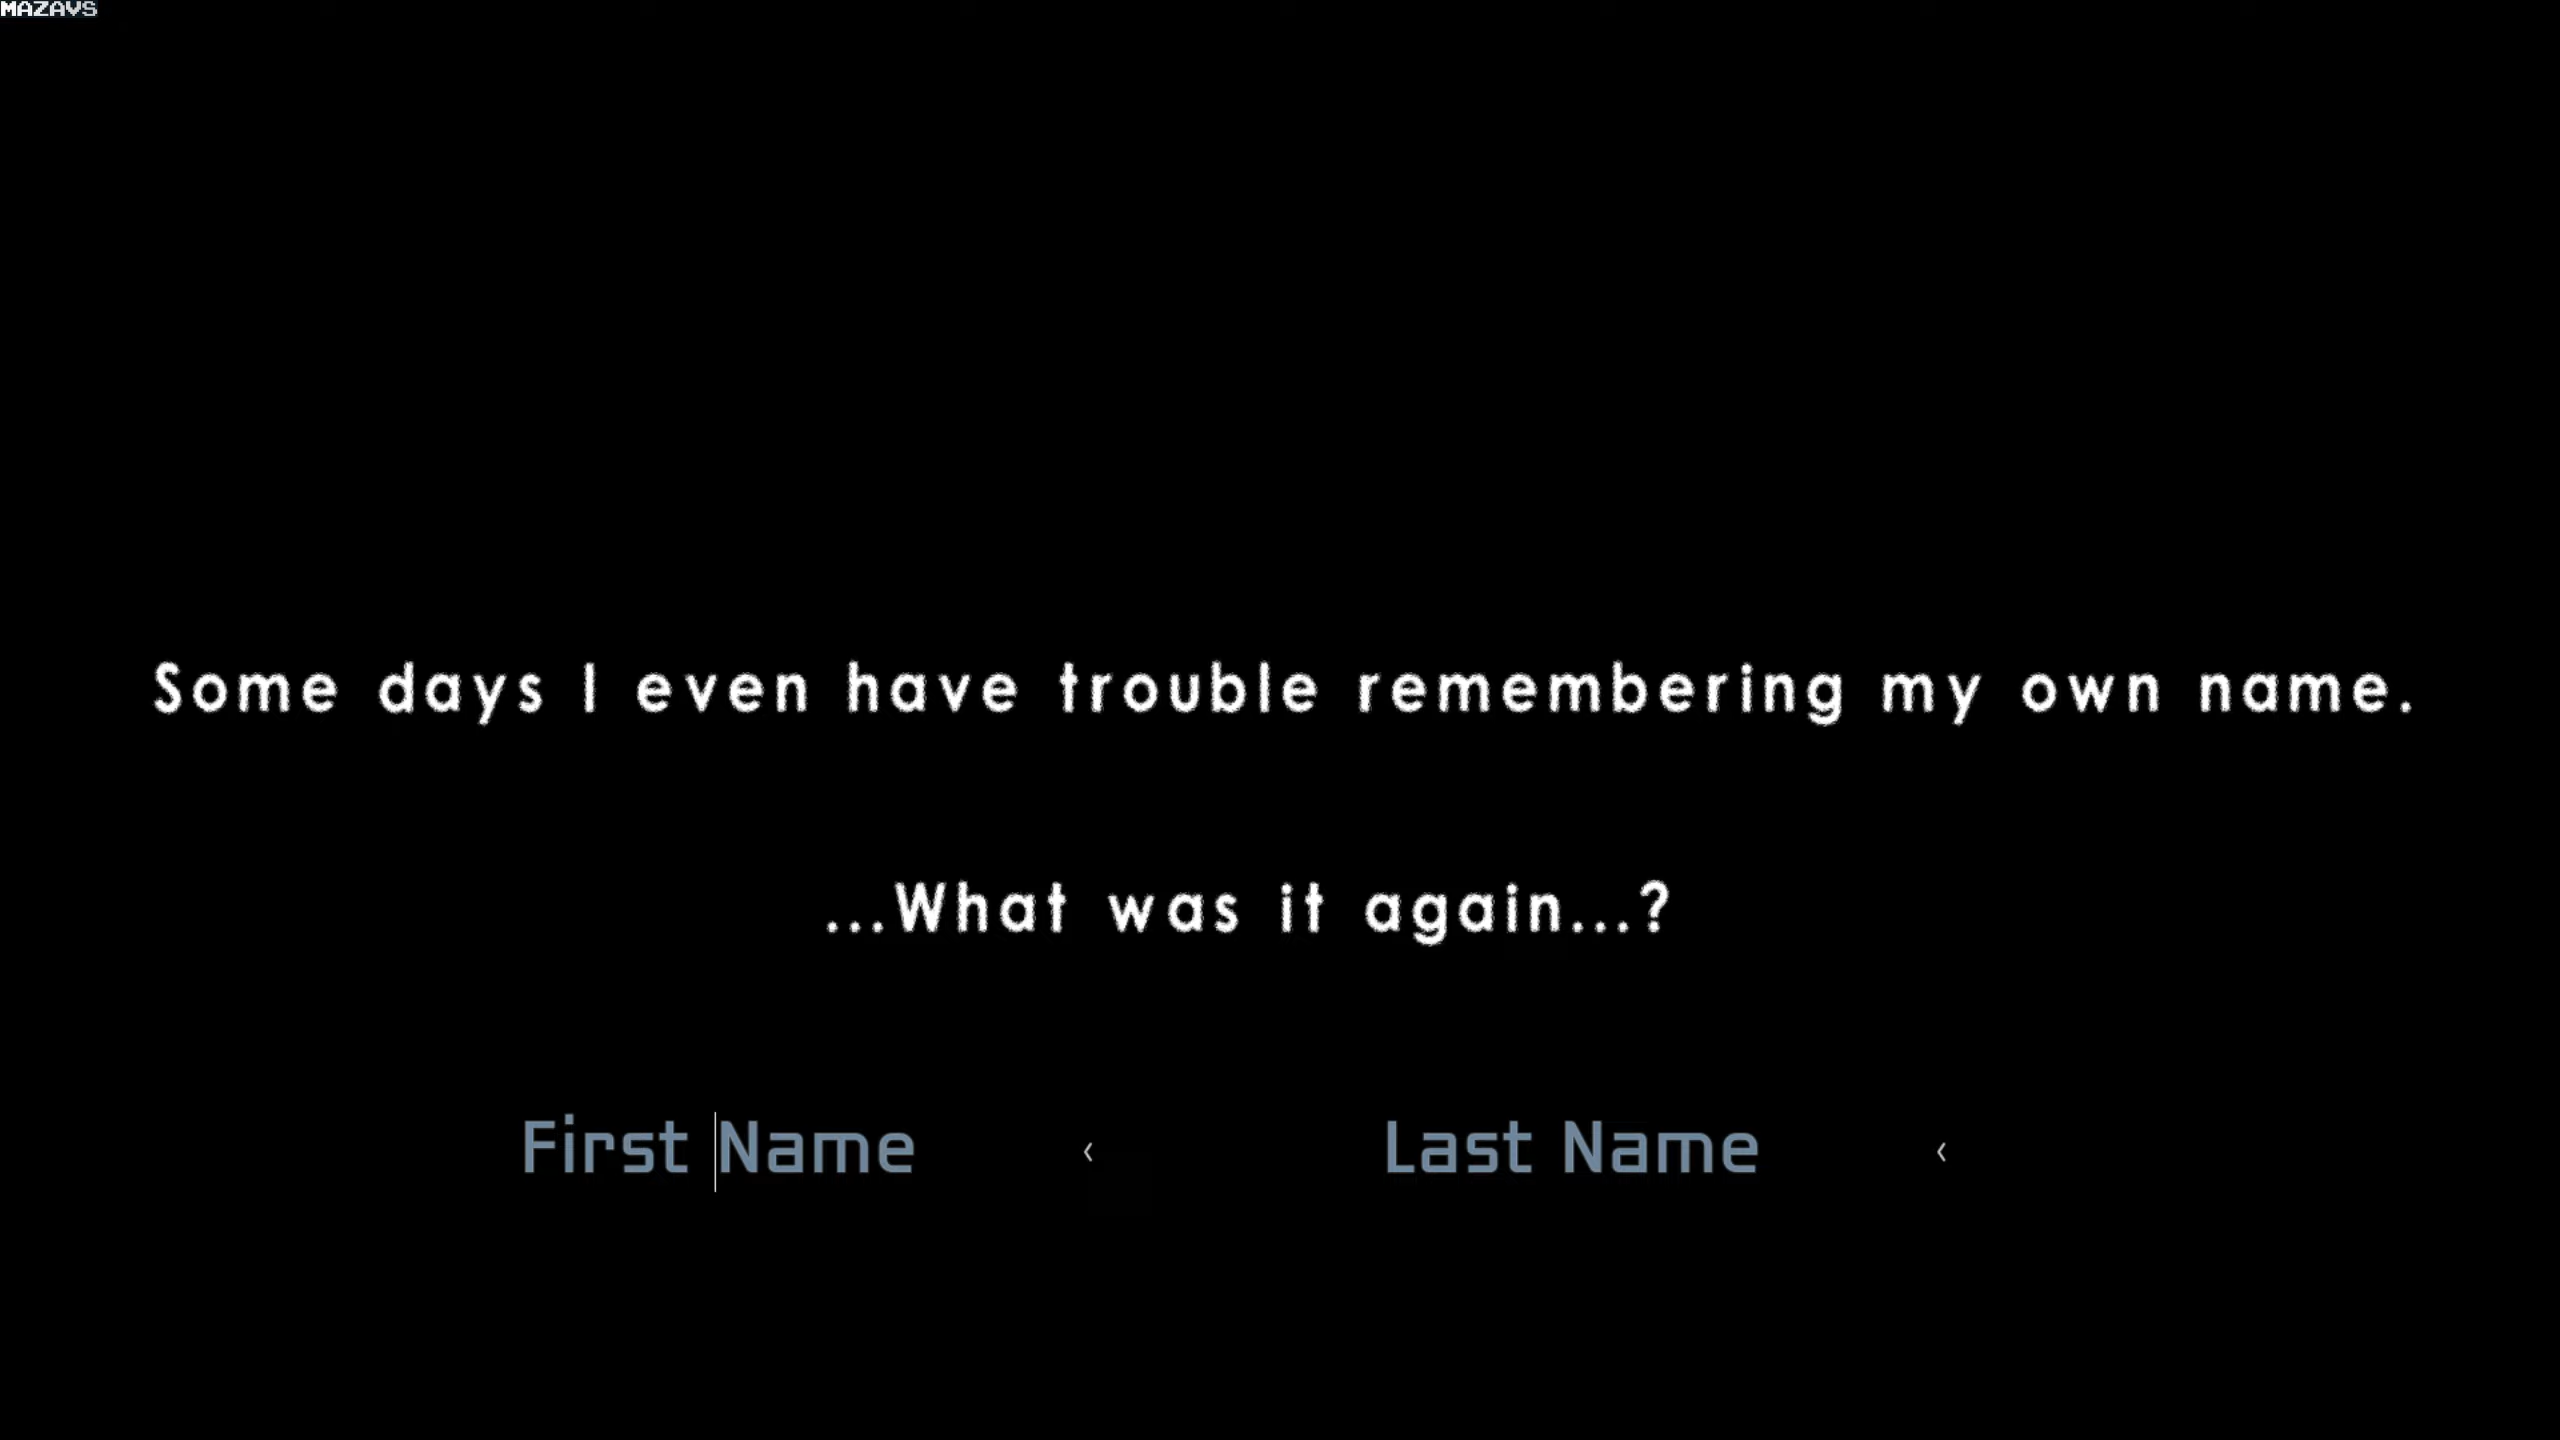 MAZAVS
Some days I even have trouble remembering my own name.
...What was it again...?
First Name ‹ Last Name ‹